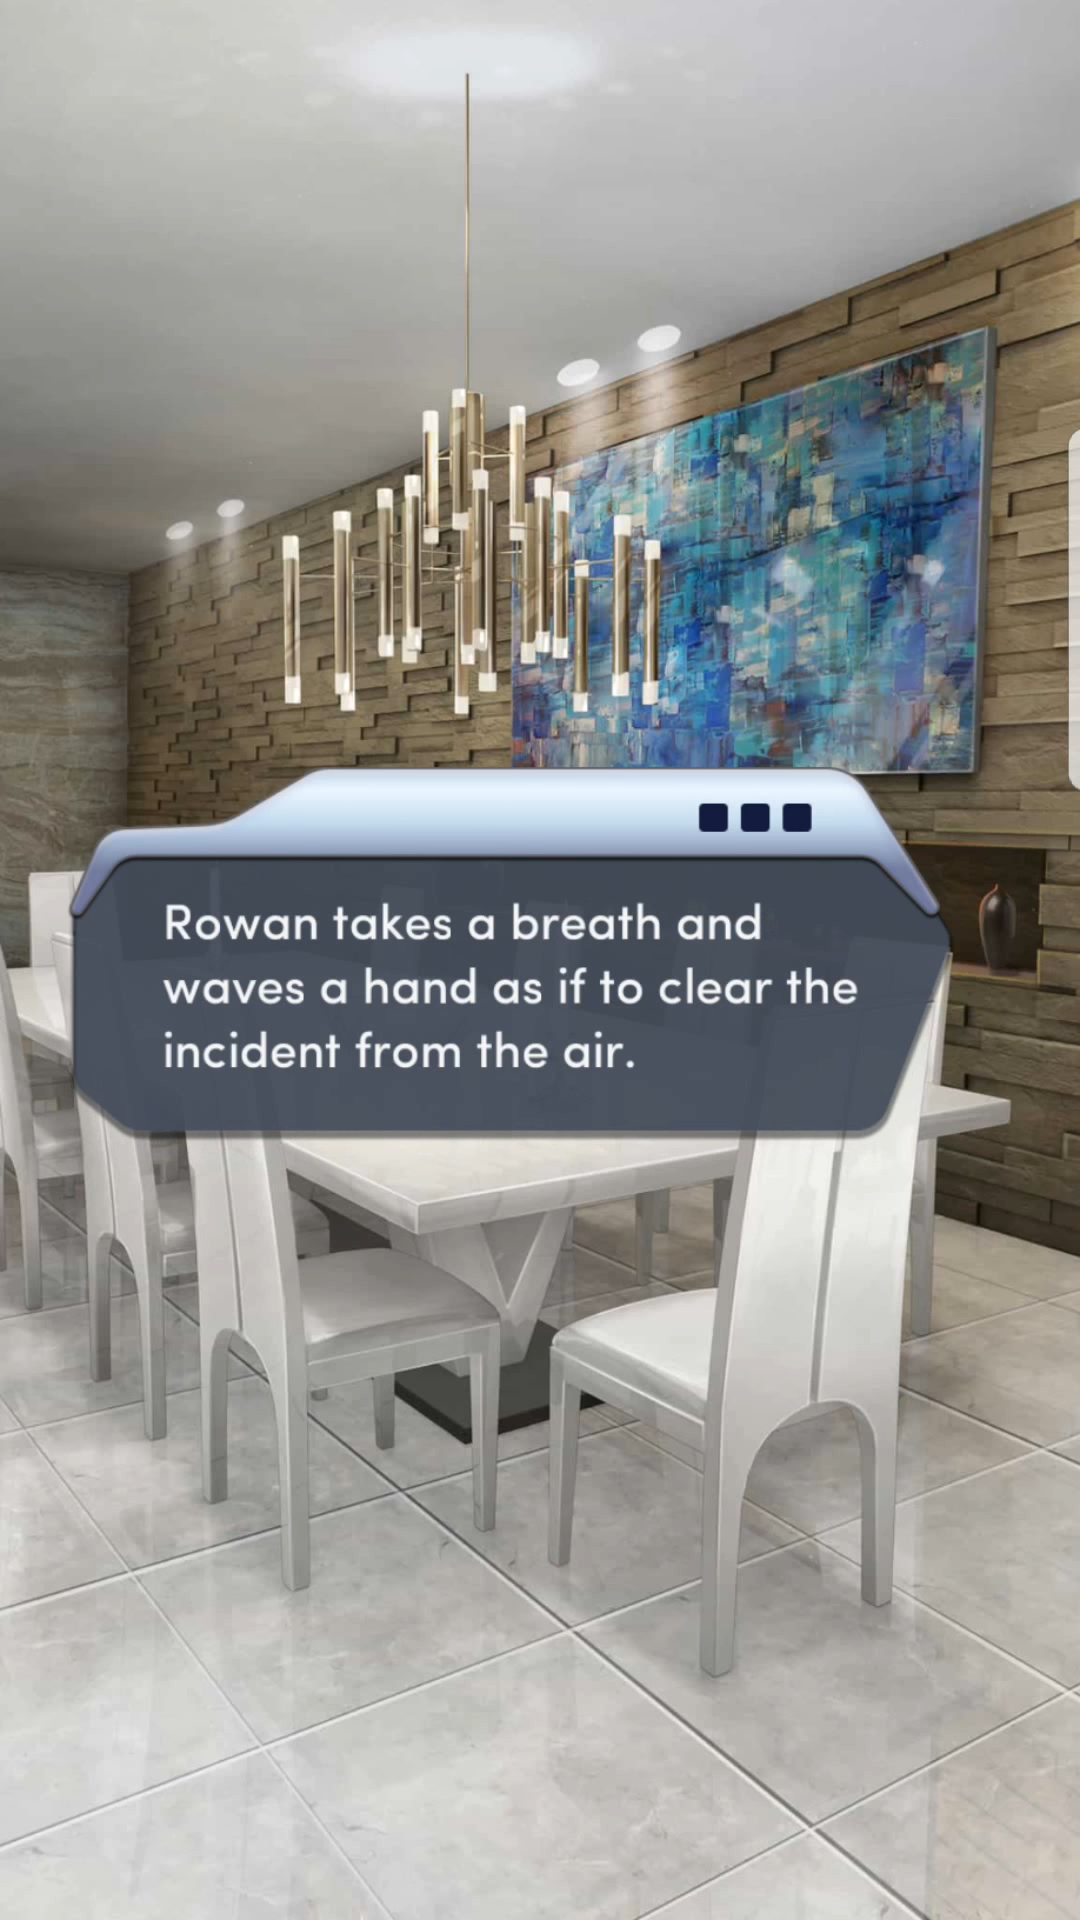 Rowan takes a breath and
waves a hand as if to clear the
incident from the air.